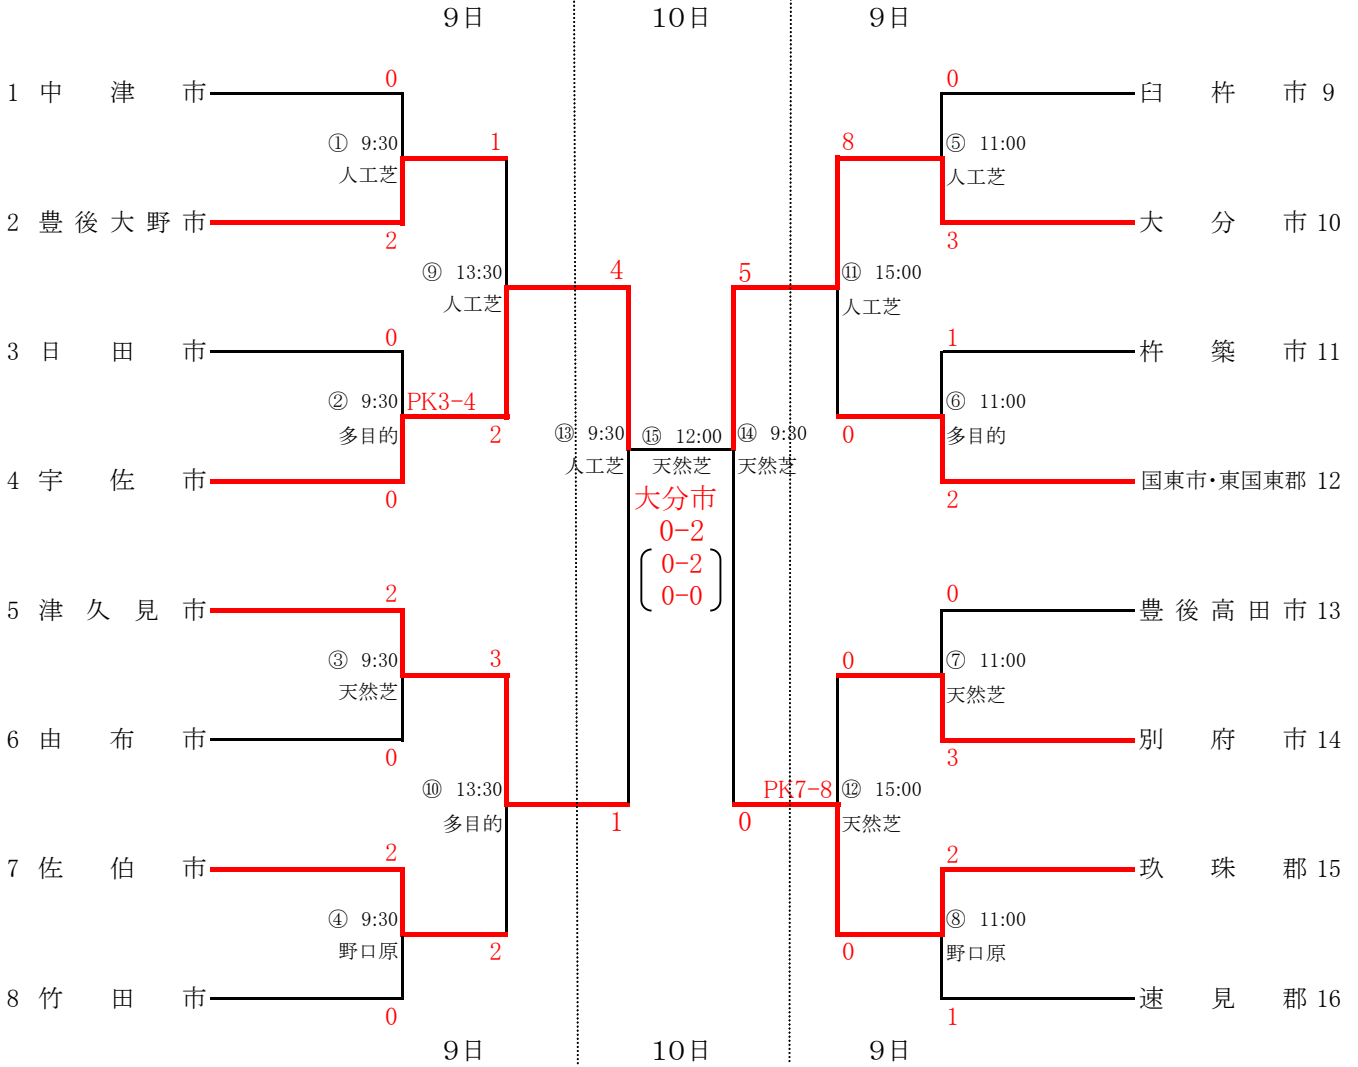 9日 10日 9日
1 中津市 0
0 臼杵市 9
① 9:30 1
8 ⑤ 11:00
人工芝
人工芝
2 豊後大野市 2
3 大分市 10
⑨ 13:30 4
5 ⑪ 15:00
人工芝
人工芝
3 日田市 0
1 杵築市 11
② 9:30 PK3-4
⑥ 11:00
多目的 2
0 多目的
⑬ 9:30 ⑮ 12:00 ⑭ 9:30
人工芝 天然芝 天然芝
4 宇佐市 0
2 国東市・東国東郡 12
大分市
0-2
0-2
0-0
5 津久見市 2
0 豊後高田市 13
③ 9:30 3
0 ⑦ 11:00
天然芝
天然芝
6 由布市 0
3 別府市 14
⑩ 13:30
PK7-8 ⑫ 15:00
多目的 1
0 天然芝
7 佐伯市 2
2 玖珠郡 15
④ 9:30
⑧ 11:00
野口原 2
0 野口原
8 竹田市 0
1 速見郡 16
9日 10日 9日